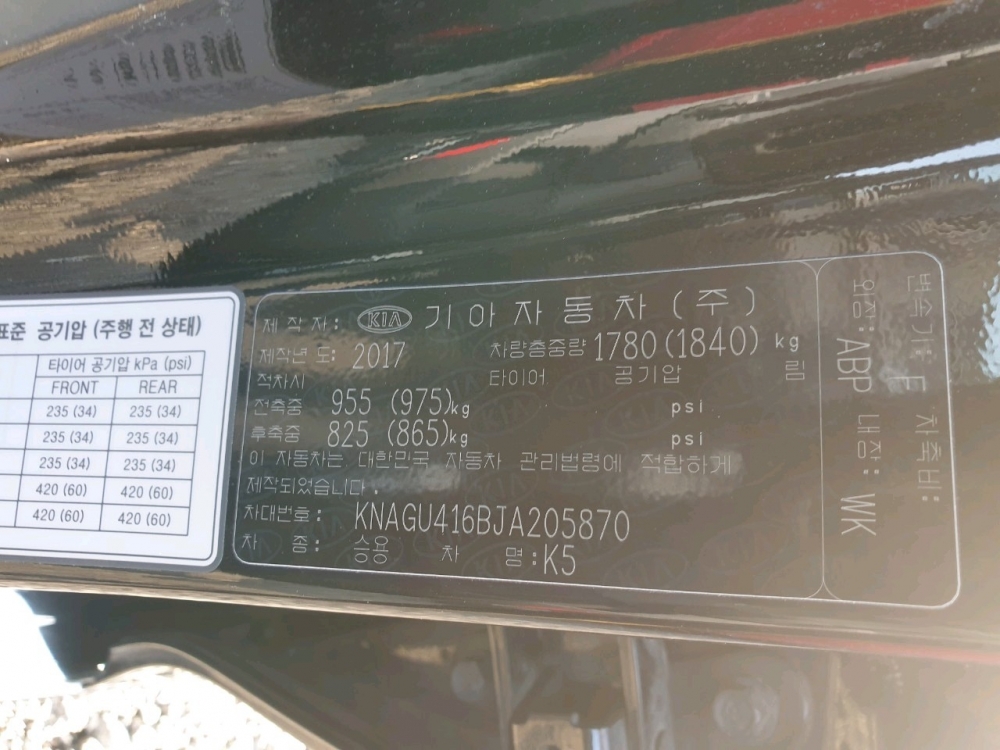 표준 공기압 (주행 전 상태)
타이어 공기압 kPa (psi)
FRONT REAR
235 (34) 235 (34)
235 (34) 235 (34)
235 (34) 235 (34)
420 (60) 420 (60)
420 (60) 420 (60)
제 작 자: KIA 기 아 자 동 차 (주)
제작년 도: 2017 차량총중량 1780 (1840) kg
적차시 타이어 공기압 림
전축중 955 (975)kg psi
후축중 825 (865)kg psi
이 자동차는 대한민국 자동차 관리법령에 적합하게
제작되었습니다.
차대번호: KNAGU416BJA205870
차 종: 승용 차 명: K5
변속기: F 차축비:
외장: ABP 내장: WK